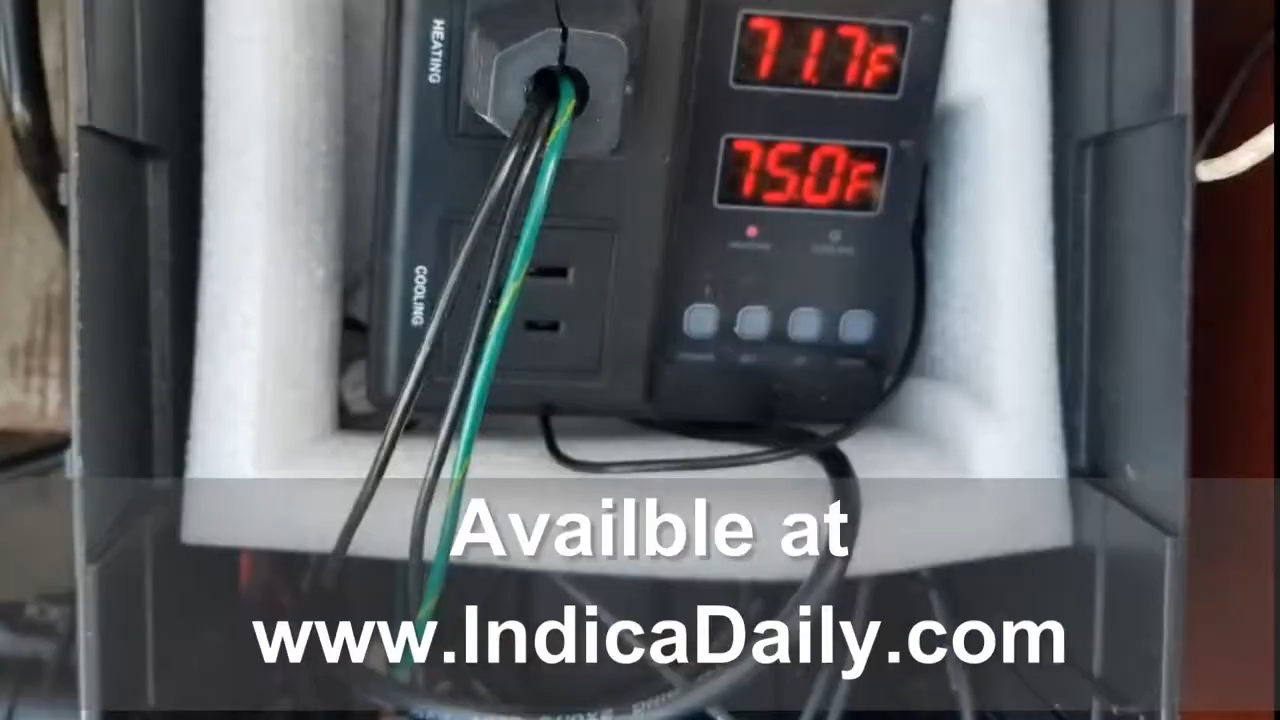 HEATING
71.7F
75.0F
COOLING
Availble at
www.IndicaDaily.com